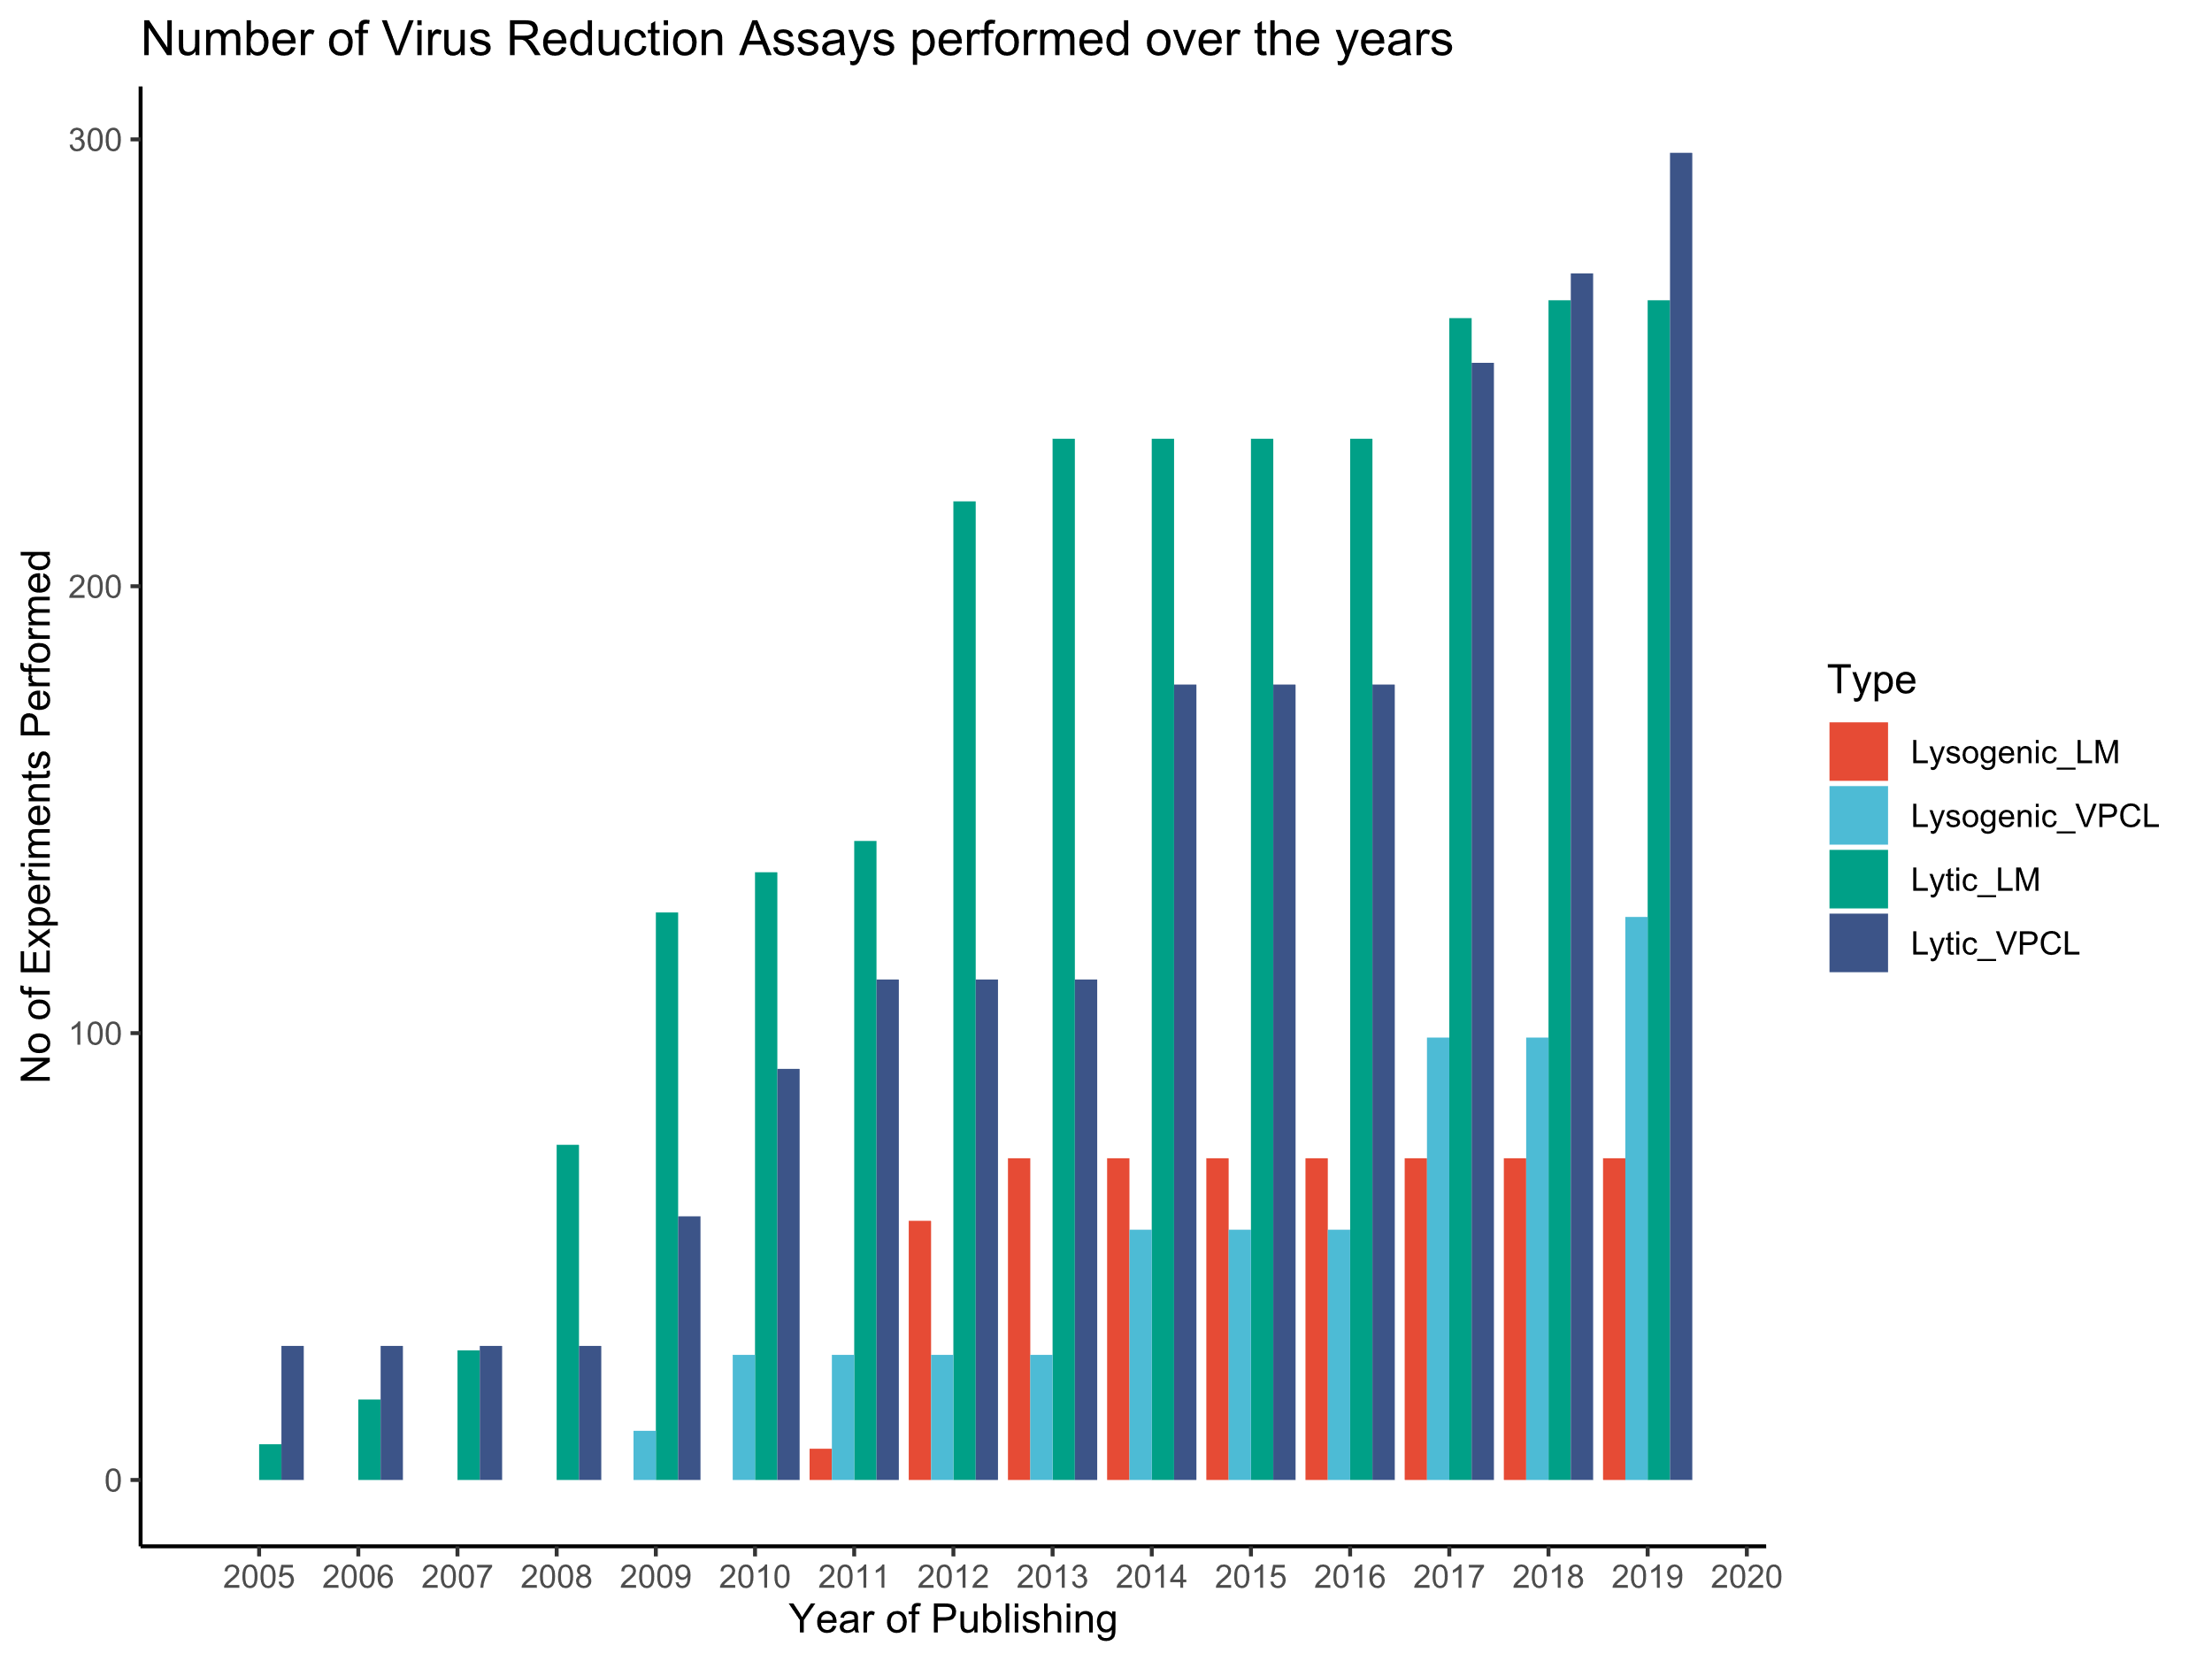 Number of Virus Reduction Assays performed over the years
No of Experiments Performed
300
200
100
0
2005 2006 2007 2008 2009 2010 2011 2012 2013 2014 2015 2016 2017 2018 2019 2020
Year of Publishing
Type
Lysogenic_LM
Lysogenic_VPCL
Lytic_LM
Lytic_VPCL